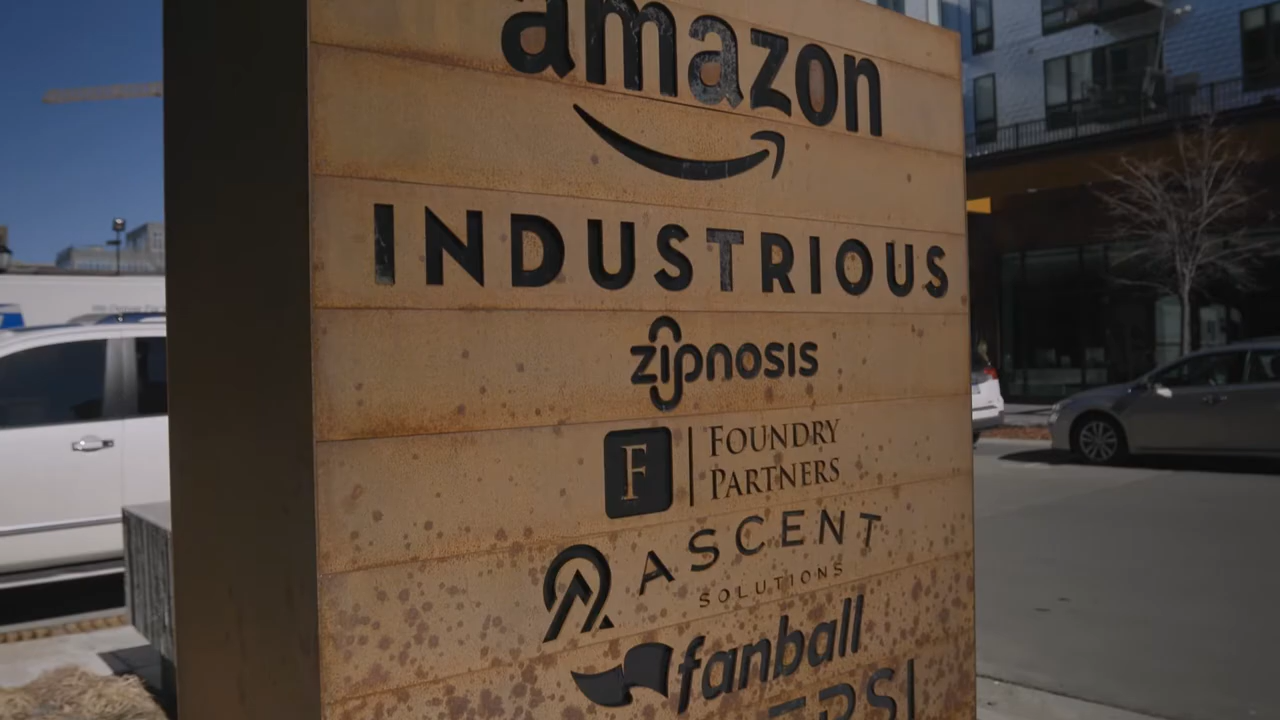 amazon
INDUSTRIOUS
zipnosis
F
FOUNDRY
PARTNERS
ASCENT
SOLUTIONS
fanball